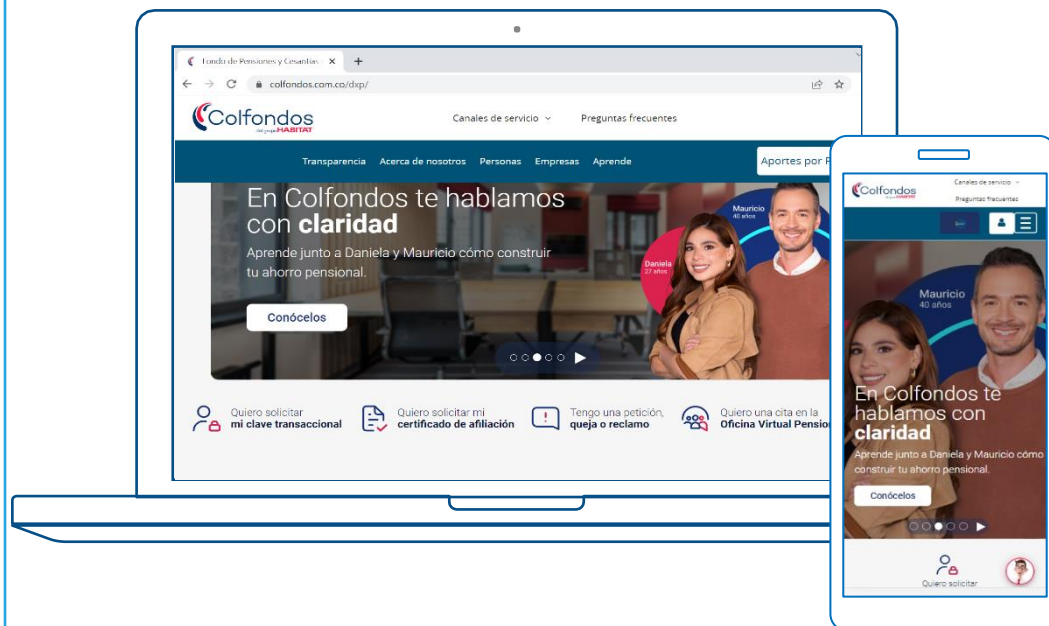 Fondo de Pensiones y Cesantías
colfondos.com.co/dxp/
Colfondos
del grupo HABITAT
Canales de servicio
Preguntas frecuentes
Transparencia Acerca de nosotros Personas Empresas Aprende
Aportes por P
En Colfondos te hablamos
con claridad
Aprende junto a Daniela y Mauricio cómo construir
tu ahorro pensional.
Conócelos
Mauricio
40 años
Daniela
27 años
Quiero solicitar
mi clave transaccional
Quiero solicitar mi
certificado de afiliación
Tengo una petición,
queja o reclamo
Quiero una cita en la
Oficina Virtual Pension
Colfondos
Canales de servicio
Preguntas frecuentes
Mauricio
40 años
En Colfondos te
hablamos con
claridad
Aprende junto a Daniela y Mauricio cómo
construir tu ahorro pensional.
Conócelos
Quiero solicitar